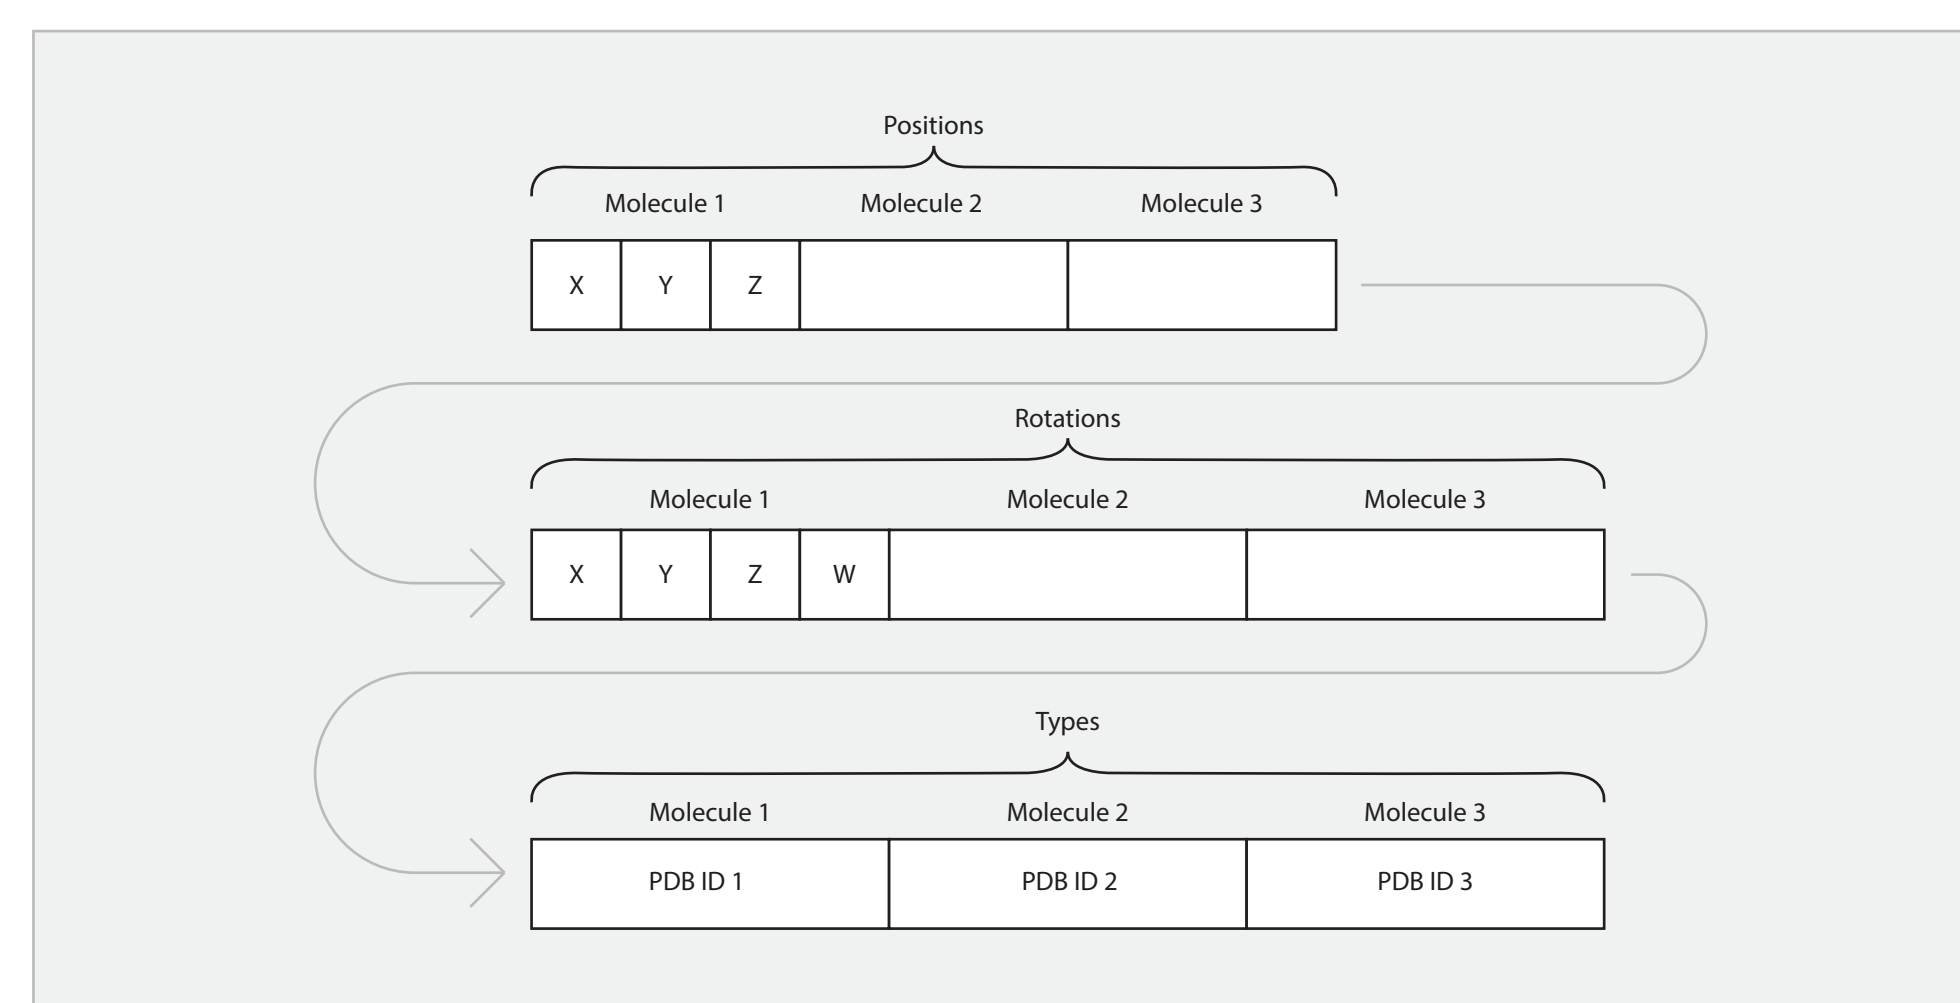 Positions
Molecule 1 Molecule 2 Molecule 3
X Y Z
Rotations
Molecule 1 Molecule 2 Molecule 3
X Y Z W
Types
Molecule 1 Molecule 2 Molecule 3
PDB ID 1 PDB ID 2 PDB ID 3